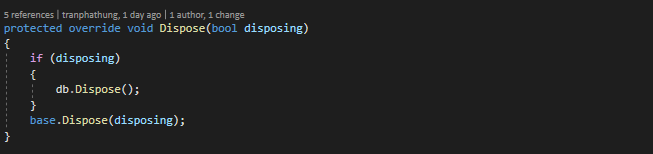 5 references | tranphathung, 1 day ago | 1 author, 1 change
protected override void Dispose(bool disposing)
{
    if (disposing)
    {
        db.Dispose();
    }
    base.Dispose(disposing);
}